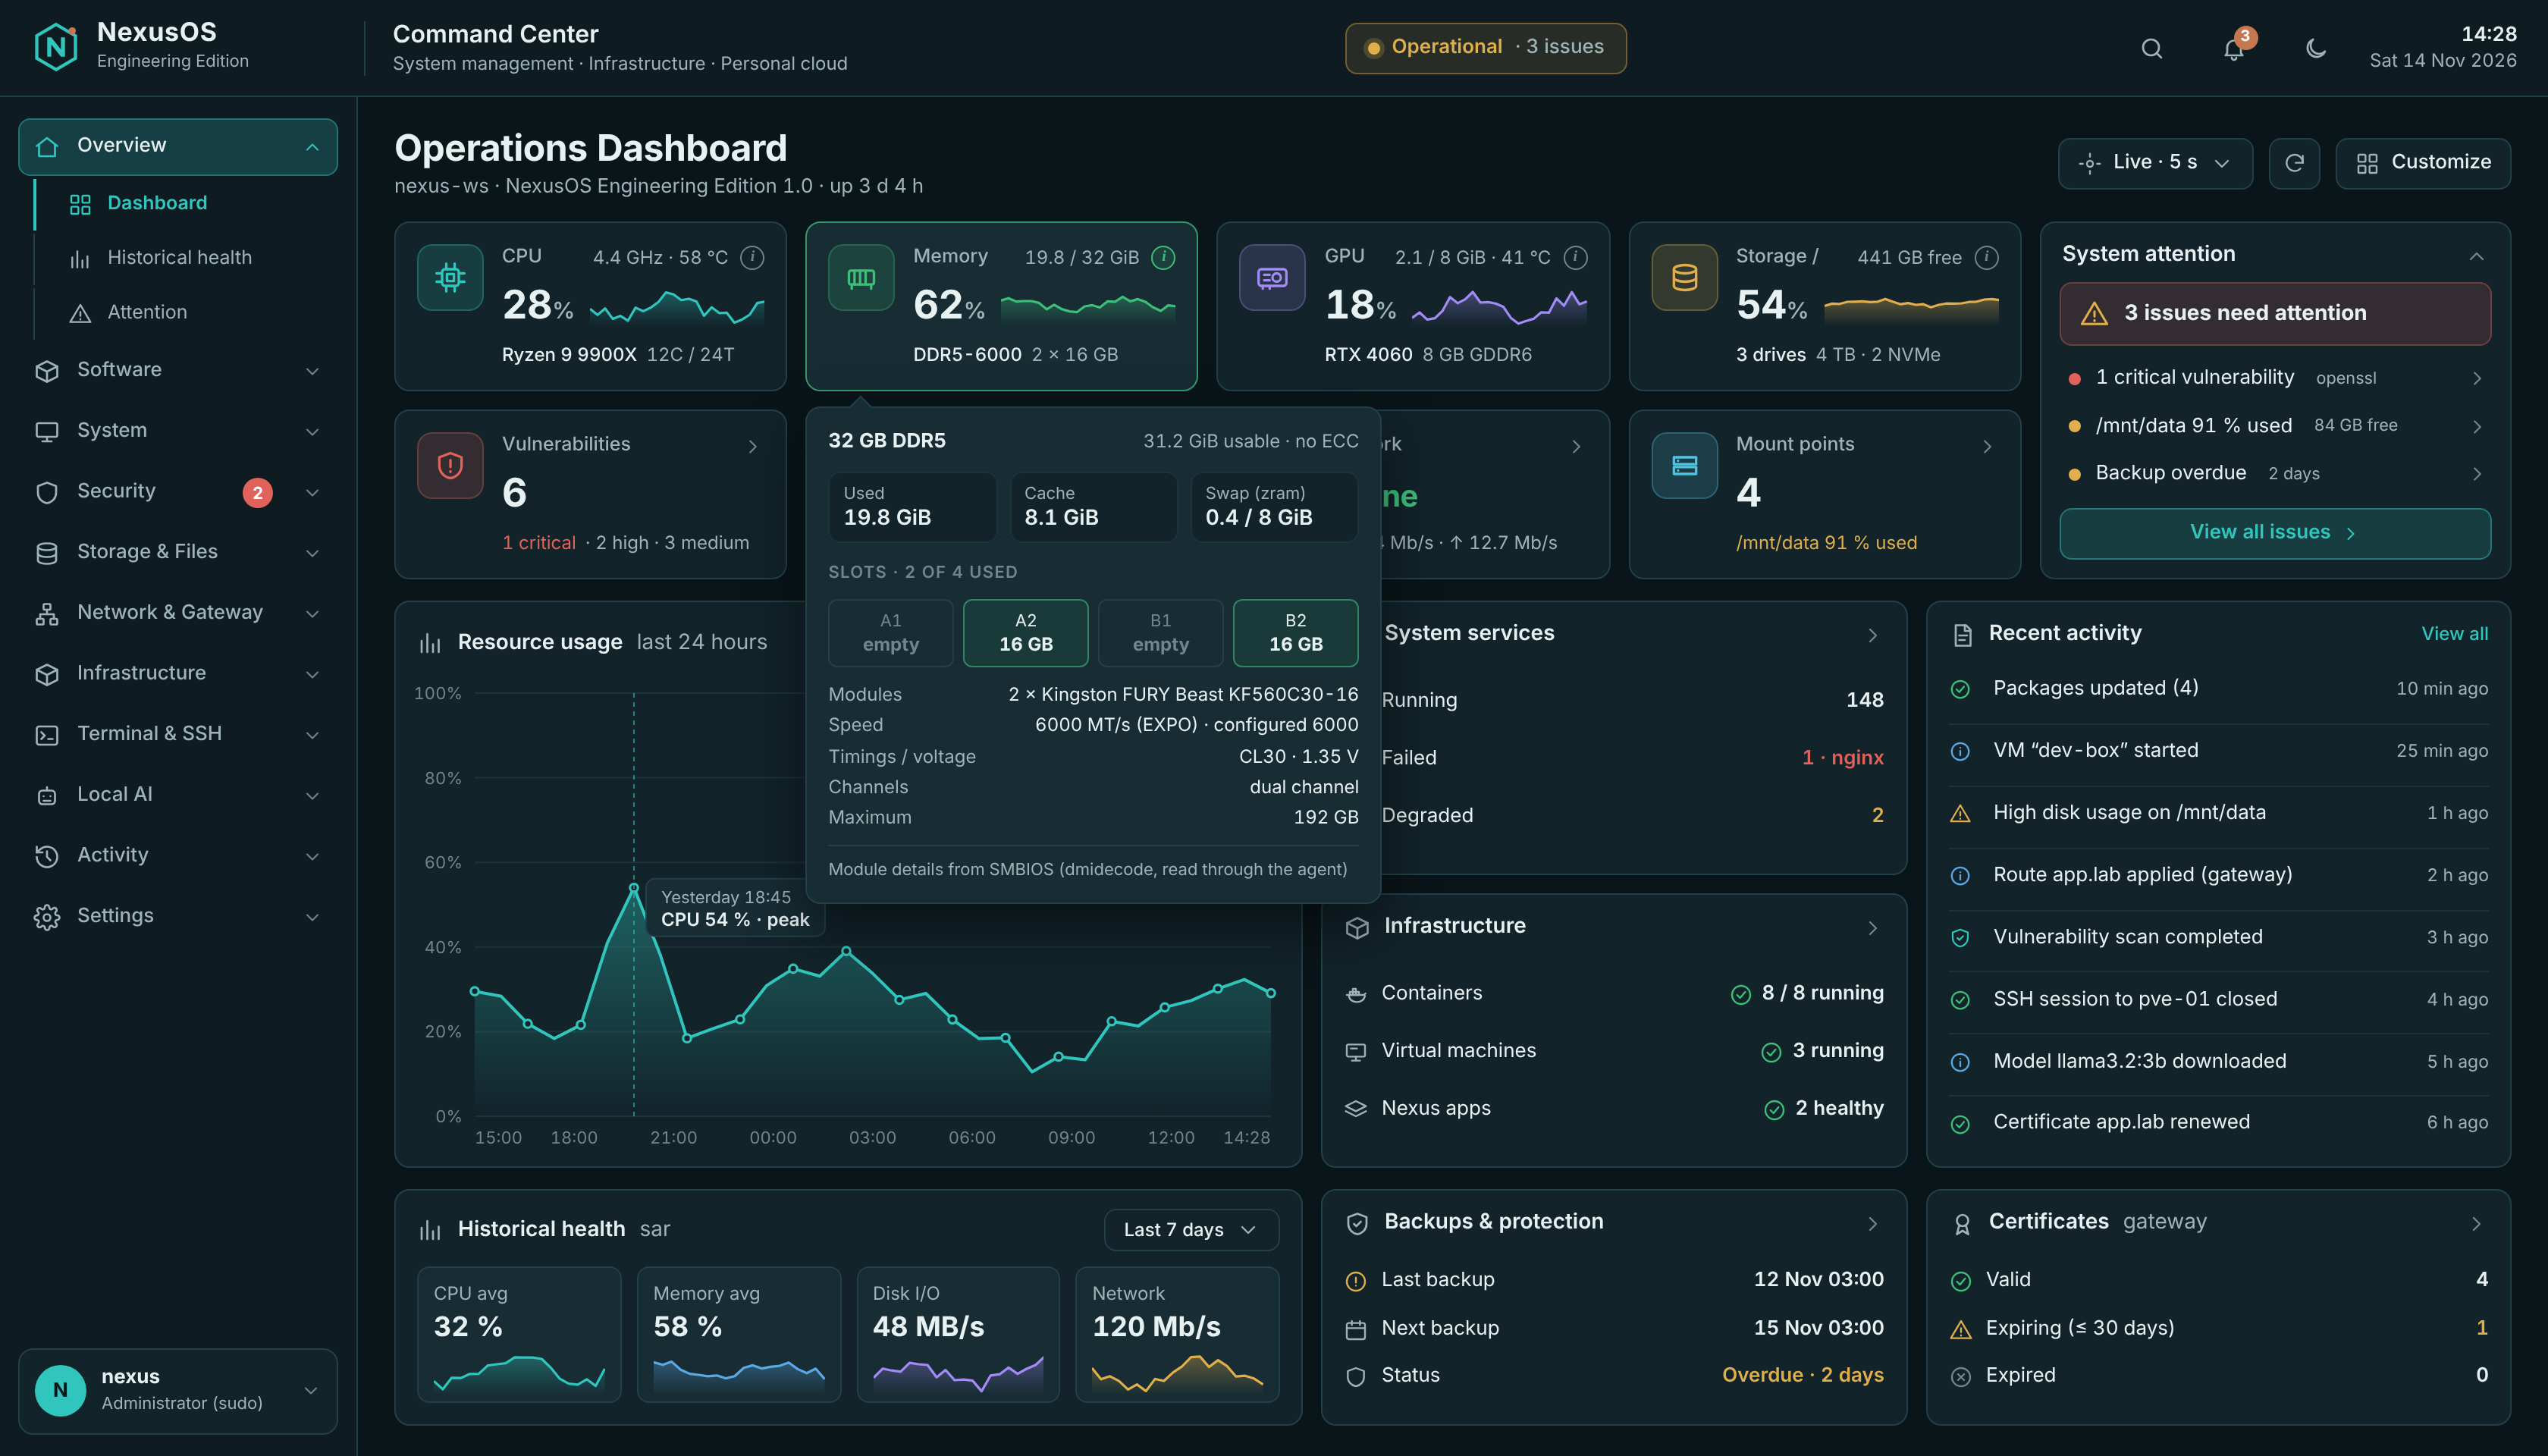 NexusOS
Engineering Edition
Command Center
System management · Infrastructure · Personal cloud
Operational · 3 issues
3
14:28
Sat 14 Nov 2026
Overview
Dashboard
Historical health
Attention
Software
System
Security 2
Storage & Files
Network & Gateway
Infrastructure
Terminal & SSH
Local AI
Activity
Settings
N
nexus
Administrator (sudo)
Operations Dashboard
nexus-ws · NexusOS Engineering Edition 1.0 · up 3 d 4 h
Live · 5 s
Customize
CPU 4.4 GHz · 58 °C
28%
Ryzen 9 9900X 12C / 24T
Memory 19.8 / 32 GiB
62%
DDR5-6000 2 × 16 GB
GPU 2.1 / 8 GiB · 41 °C
18%
RTX 4060 8 GB GDDR6
Storage / 441 GB free
54%
3 drives 4 TB · 2 NVMe
System attention
3 issues need attention
1 critical vulnerability openssl
/mnt/data 91 % used 84 GB free
Backup overdue 2 days
View all issues
Vulnerabilities
6
1 critical · 2 high · 3 medium
32 GB DDR5 31.2 GiB usable · no ECC
Used
19.8 GiB
Cache
8.1 GiB
Swap (zram)
0.4 / 8 GiB
SLOTS · 2 OF 4 USED
A1
empty
A2
16 GB
B1
empty
B2
16 GB
Modules 2 × Kingston FURY Beast KF560C30-16
Speed 6000 MT/s (EXPO) · configured 6000
Timings / voltage CL30 · 1.35 V
Channels dual channel
Maximum 192 GB
Module details from SMBIOS (dmidecode, read through the agent)
rk
ne
Mb/s · ↑ 12.7 Mb/s
Mount points
4
/mnt/data 91 % used
Resource usage last 24 hours
100%
80%
60%
40%
20%
0%
Yesterday 18:45
CPU 54 % · peak
15:00 18:00 21:00 00:00 03:00 06:00 09:00 12:00 14:28
System services
Running 148
Failed 1 · nginx
Degraded 2
Infrastructure
Containers 8 / 8 running
Virtual machines 3 running
Nexus apps 2 healthy
Recent activity View all
Packages updated (4) 10 min ago
VM “dev-box” started 25 min ago
High disk usage on /mnt/data 1 h ago
Route app.lab applied (gateway) 2 h ago
Vulnerability scan completed 3 h ago
SSH session to pve-01 closed 4 h ago
Model llama3.2:3b downloaded 5 h ago
Certificate app.lab renewed 6 h ago
Historical health sar
Last 7 days
CPU avg
32 %
Memory avg
58 %
Disk I/O
48 MB/s
Network
120 Mb/s
Backups & protection
Last backup 12 Nov 03:00
Next backup 15 Nov 03:00
Status Overdue · 2 days
Certificates gateway
Valid 4
Expiring (≤ 30 days) 1
Expired 0